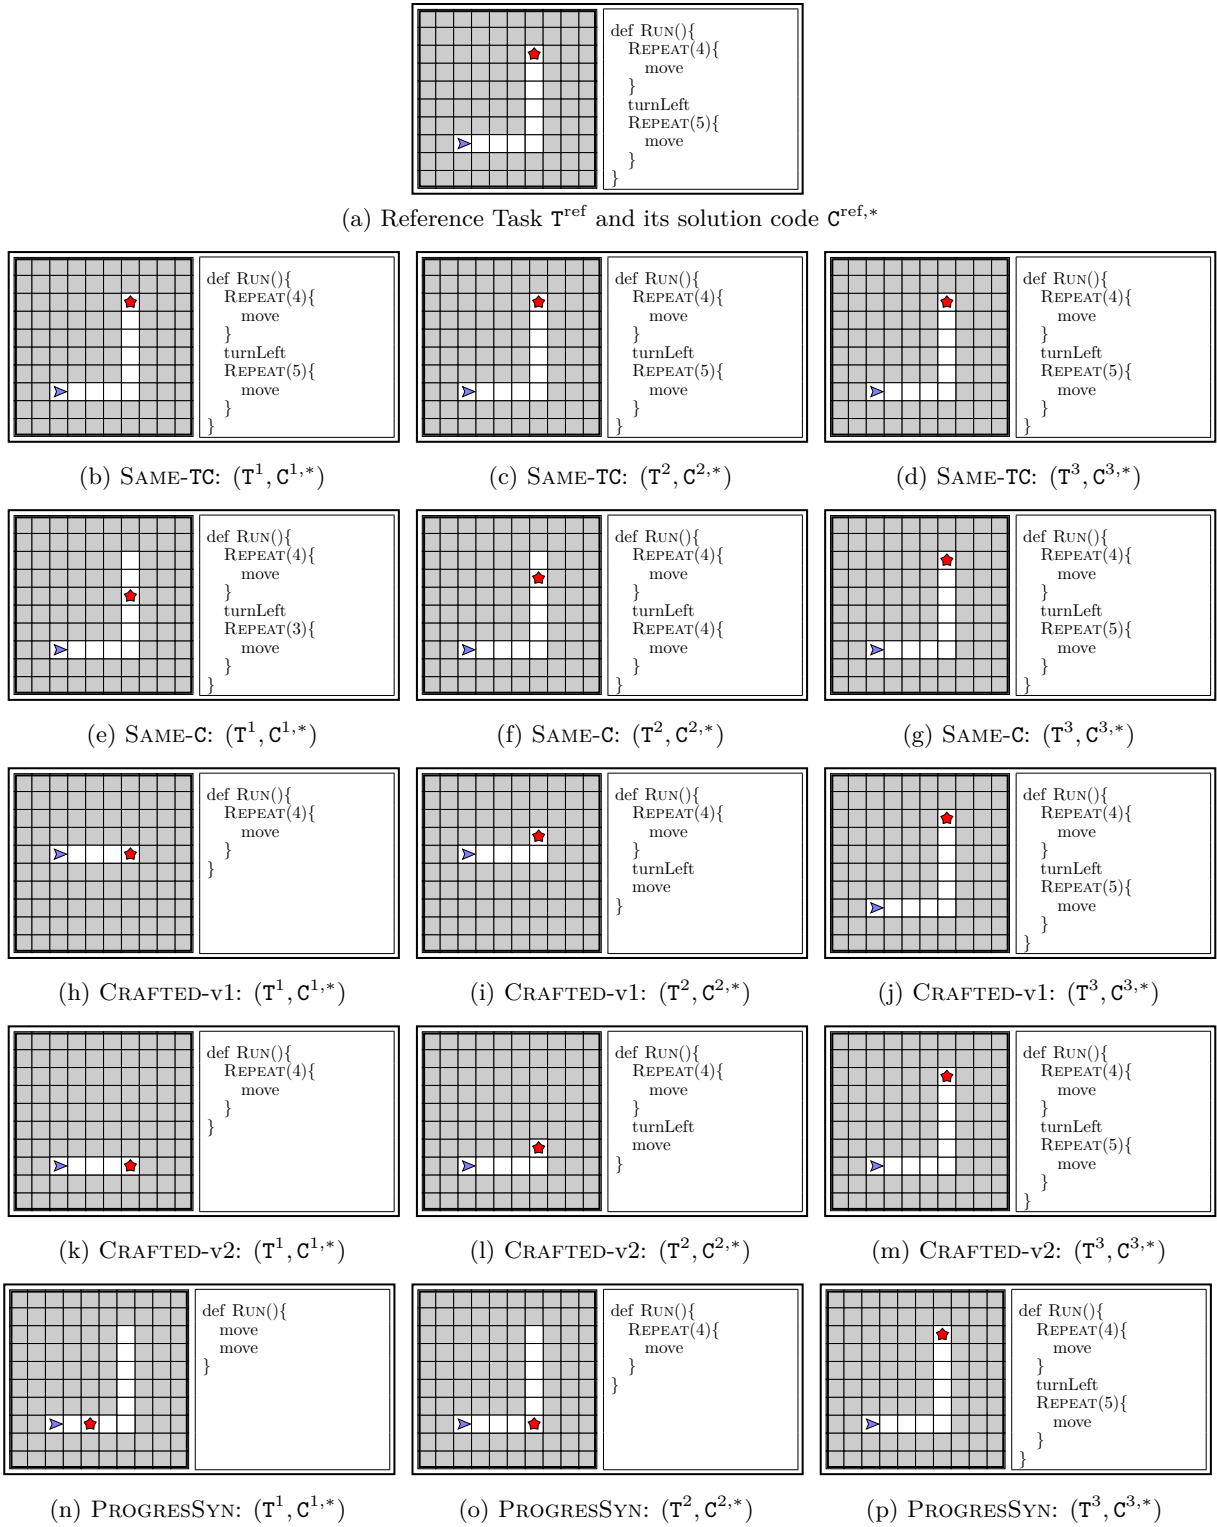 def RUN(){
REPEAT(4){
move
}
turnLeft
REPEAT(5){
move
}
}
(a) Reference Task T^ref and its solution code C^ref,*
def RUN(){
REPEAT(4){
move
}
turnLeft
REPEAT(5){
move
}
}
def RUN(){
REPEAT(4){
move
}
turnLeft
REPEAT(5){
move
}
}
def RUN(){
REPEAT(4){
move
}
turnLeft
REPEAT(5){
move
}
}
(b) SAME-TC: (T^1, C^1,*)
(c) SAME-TC: (T^2, C^2,*)
(d) SAME-TC: (T^3, C^3,*)
def RUN(){
REPEAT(4){
move
}
turnLeft
REPEAT(3){
move
}
}
def RUN(){
REPEAT(4){
move
}
turnLeft
REPEAT(4){
move
}
}
def RUN(){
REPEAT(4){
move
}
turnLeft
REPEAT(5){
move
}
}
(e) SAME-C: (T^1, C^1,*)
(f) SAME-C: (T^2, C^2,*)
(g) SAME-C: (T^3, C^3,*)
def RUN(){
REPEAT(4){
move
}
}
def RUN(){
REPEAT(4){
move
}
turnLeft
move
}
def RUN(){
REPEAT(4){
move
}
turnLeft
REPEAT(5){
move
}
}
(h) CRAFTED-v1: (T^1, C^1,*)
(i) CRAFTED-v1: (T^2, C^2,*)
(j) CRAFTED-v1: (T^3, C^3,*)
def RUN(){
REPEAT(4){
move
}
}
def RUN(){
REPEAT(4){
move
}
turnLeft
move
}
def RUN(){
REPEAT(4){
move
}
turnLeft
REPEAT(5){
move
}
}
(k) CRAFTED-v2: (T^1, C^1,*)
(l) CRAFTED-v2: (T^2, C^2,*)
(m) CRAFTED-v2: (T^3, C^3,*)
def RUN(){
move
move
}
def RUN(){
REPEAT(4){
move
}
}
def RUN(){
REPEAT(4){
move
}
turnLeft
REPEAT(5){
move
}
}
(n) PROGRESSYN: (T^1, C^1,*)
(o) PROGRESSYN: (T^2, C^2,*)
(p) PROGRESSYN: (T^3, C^3,*)